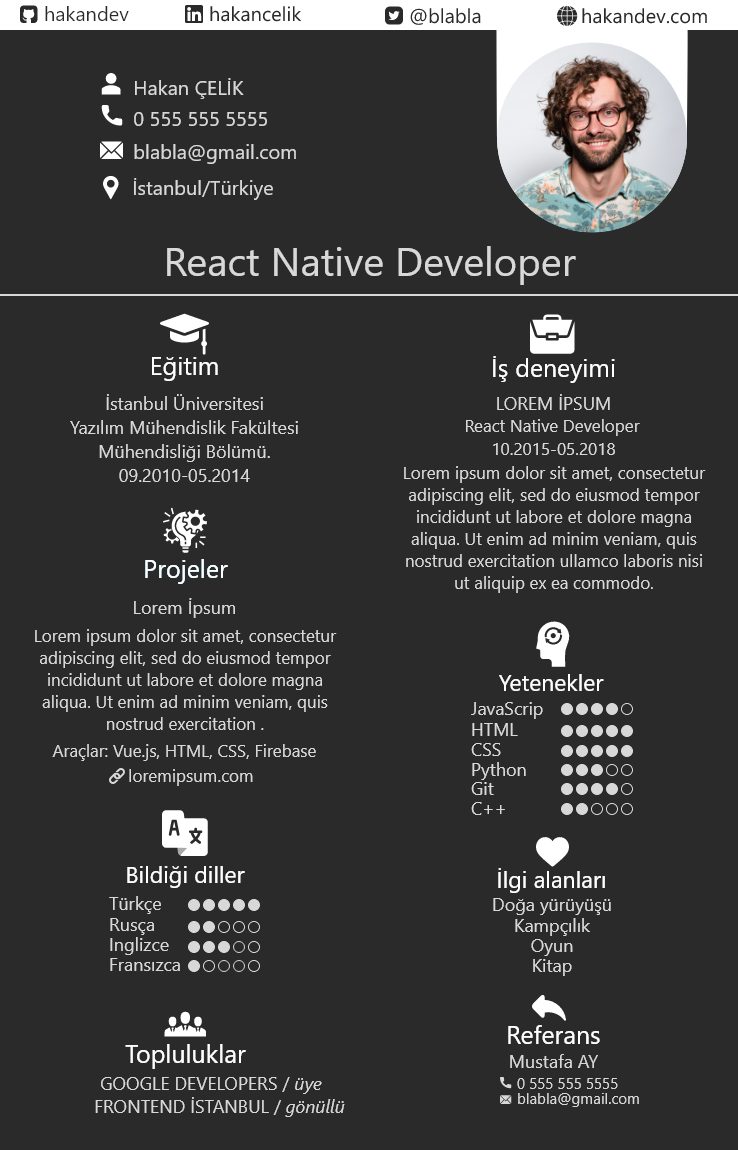 hakandev
hakancelik
@blabla
hakandev.com
Hakan ÇELİK
0 555 555 5555
blabla@gmail.com
İstanbul/Türkiye
React Native Developer
Eğitim
İstanbul Üniversitesi
Yazılım Mühendislik Fakültesi
Mühendisliği Bölümü.
09.2010-05.2014
Projeler
Lorem İpsum
Lorem ipsum dolor sit amet, consectetur
adipiscing elit, sed do eiusmod tempor
incididunt ut labore et dolore magna
aliqua. Ut enim ad minim veniam, quis
nostrud exercitation .
Araçlar: Vue.js, HTML, CSS, Firebase
loremipsum.com
Bildiği diller
Türkçe
Rusça
Inglizce
Fransızca
Topluluklar
GOOGLE DEVELOPERS / üye
FRONTEND İSTANBUL / gönüllü
İş deneyimi
LOREM İPSUM
React Native Developer
10.2015-05.2018
Lorem ipsum dolor sit amet, consectetur
adipiscing elit, sed do eiusmod tempor
incididunt ut labore et dolore magna
aliqua. Ut enim ad minim veniam, quis
nostrud exercitation ullamco laboris nisi
ut aliquip ex ea commodo.
Yetenekler
JavaScrip
HTML
CSS
Python
Git
C++
İlgi alanları
Doğa yürüyüşü
Kampçılık
Oyun
Kitap
Referans
Mustafa AY
0 555 555 5555
blabla@gmail.com